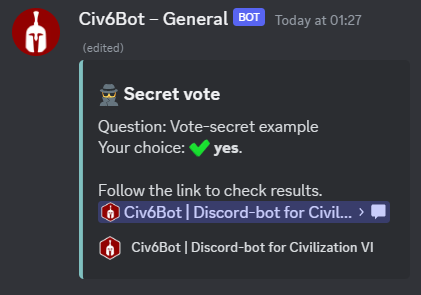 Civ6Bot – General BOT Today at 01:27
(edited)
Secret vote
Question: Vote-secret example
Your choice: yes.
Follow the link to check results.
Civ6Bot | Discord-bot for Civil... ›
Civ6Bot | Discord-bot for Civilization VI